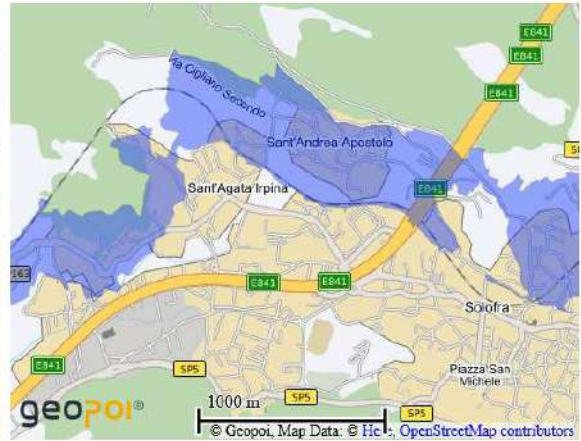 E841
E841
E841
Via Cigliano Secondo
Sant'Andrea Apostolo
Sant'Agata Irpina
E841
E841
E841
Solofra
E841
SP5
Piazza San
Michele
1000 m
SP5
SP5
geopoi®
© Geopoi, Map Data: © Here, OpenStreetMap contributors